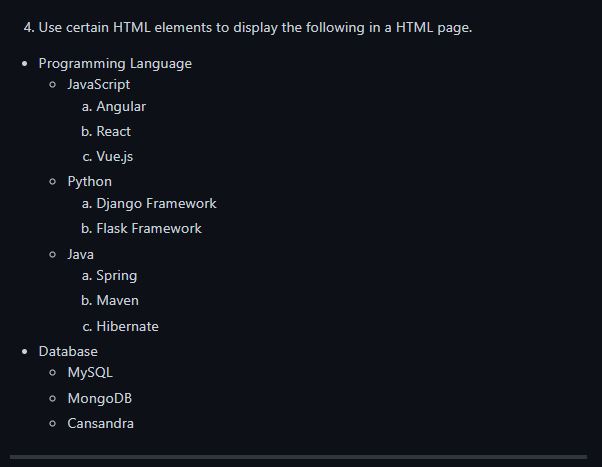 4. Use certain HTML elements to display the following in a HTML page.
• Programming Language
○ JavaScript
a. Angular
b. React
c. Vue.js
○ Python
a. Django Framework
b. Flask Framework
○ Java
a. Spring
b. Maven
c. Hibernate
• Database
○ MySQL
○ MongoDB
○ Cansandra